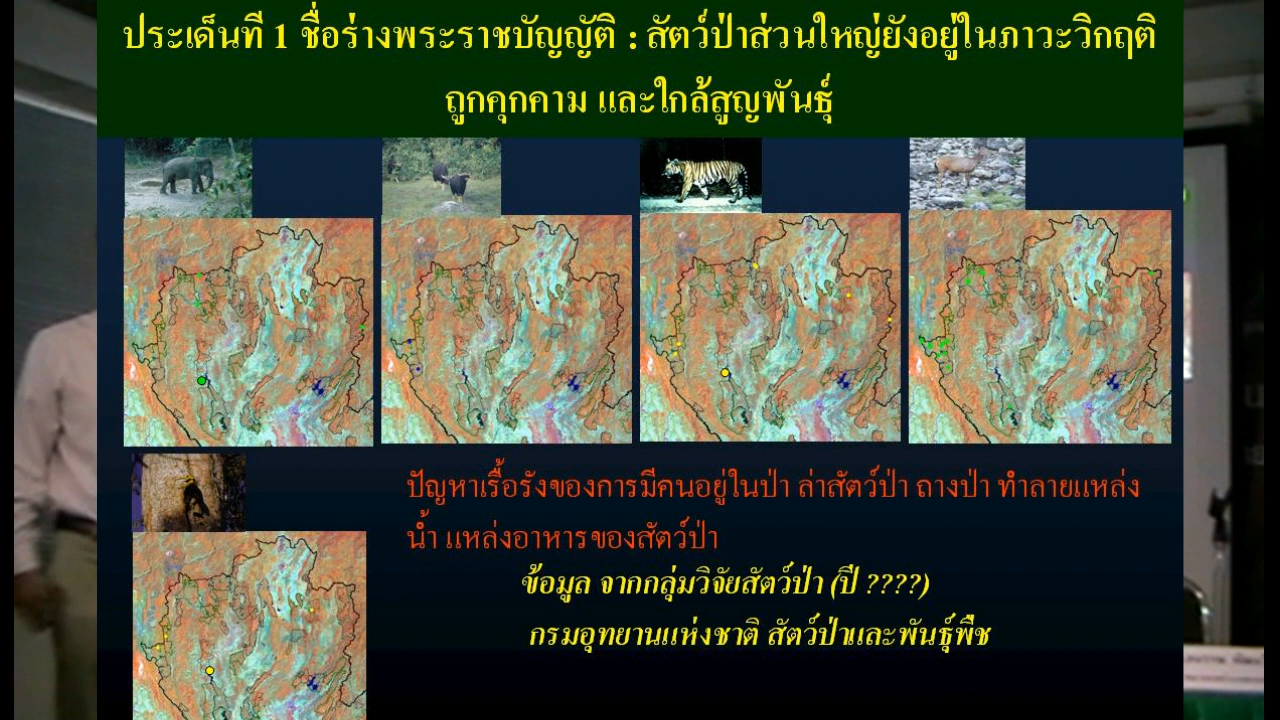 ประเด็นที่ 1 ชื่อร่างพระราชบัญญัติ : สัตว์ป่าส่วนใหญ่ยังอยู่ในภาวะวิกฤติ
ถูกคุกคาม และใกล้สูญพันธุ์
ปัญหาเรื้อรังของการมีคนอยู่ในป่า ล่าสัตว์ป่า ถางป่า ทำลายแหล่ง
น้ำ แหล่งอาหารของสัตว์ป่า
ข้อมูล จากกลุ่มวิจัยสัตว์ป่า (ปี ????)
กรมอุทยานแห่งชาติ สัตว์ป่าและพันธุ์พืช